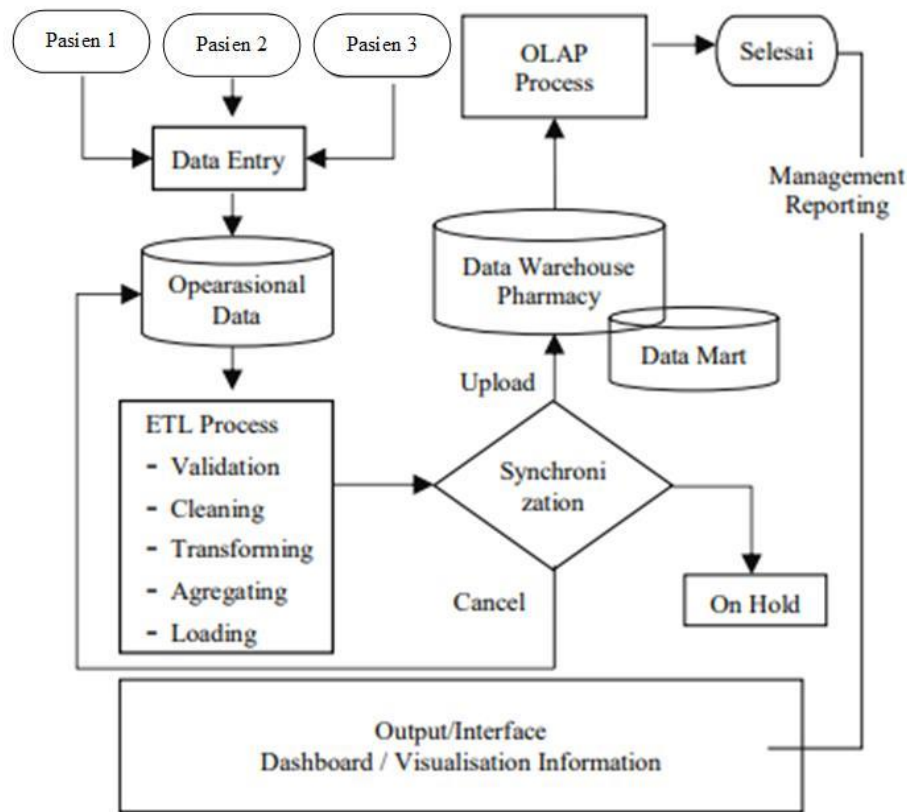 Pasien 1
Pasien 2
Pasien 3
Data Entry
Opearasional
Data
ETL Process
- Validation
- Cleaning
- Transforming
- Agregating
- Loading
Synchroni
zation
Upload
Cancel
On Hold
Data Warehouse
Pharmacy
Data Mart
OLAP
Process
Selesai
Management
Reporting
Output/Interface
Dashboard / Visualisation Information